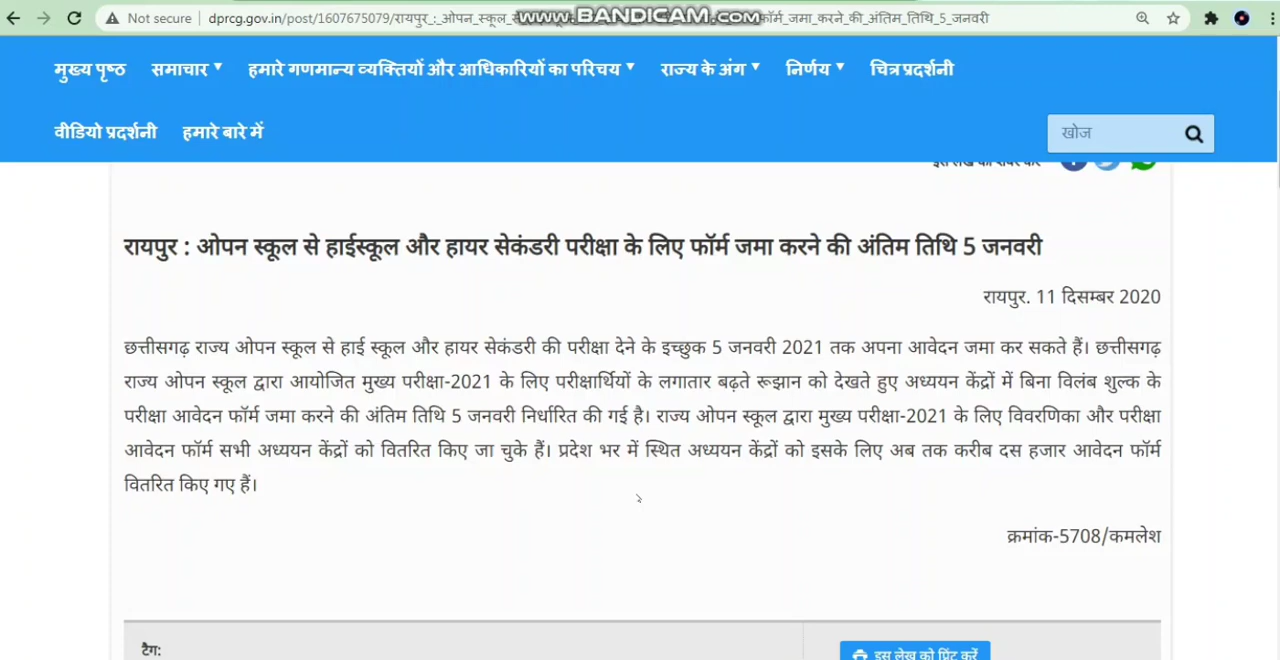 Not secure dprcg.gov.in/post/1607675079/रायपुर_:_ओपन_स्कूल_ फॉर्म_जमा_करने_की_अंतिम_तिथि_5_जनवरी
www.BANDICAM.com
मुख्य पृष्ठ समाचार हमारे गणमान्य व्यक्तियों और आधिकारियों का परिचय राज्य के अंग निर्णय चित्र प्रदर्शनी
वीडियो प्रदर्शनी हमारे बारे में खोज
रायपुर : ओपन स्कूल से हाईस्कूल और हायर सेकंडरी परीक्षा के लिए फॉर्म जमा करने की अंतिम तिथि 5 जनवरी
रायपुर. 11 दिसम्बर 2020
छत्तीसगढ़ राज्य ओपन स्कूल से हाई स्कूल और हायर सेकंडरी की परीक्षा देने के इच्छुक 5 जनवरी 2021 तक अपना आवेदन जमा कर सकते हैं। छत्तीसगढ़
राज्य ओपन स्कूल द्वारा आयोजित मुख्य परीक्षा-2021 के लिए परीक्षार्थियों के लगातार बढ़ते रूझान को देखते हुए अध्ययन केंद्रों में बिना विलंब शुल्क के
परीक्षा आवेदन फॉर्म जमा करने की अंतिम तिथि 5 जनवरी निर्धारित की गई है। राज्य ओपन स्कूल द्वारा मुख्य परीक्षा-2021 के लिए विवरणिका और परीक्षा
आवेदन फॉर्म सभी अध्ययन केंद्रों को वितरित किए जा चुके हैं। प्रदेश भर में स्थित अध्ययन केंद्रों को इसके लिए अब तक करीब दस हजार आवेदन फॉर्म
वितरित किए गए हैं।
क्रमांक-5708/कमलेश
टैग: इस लेख को प्रिंट करें